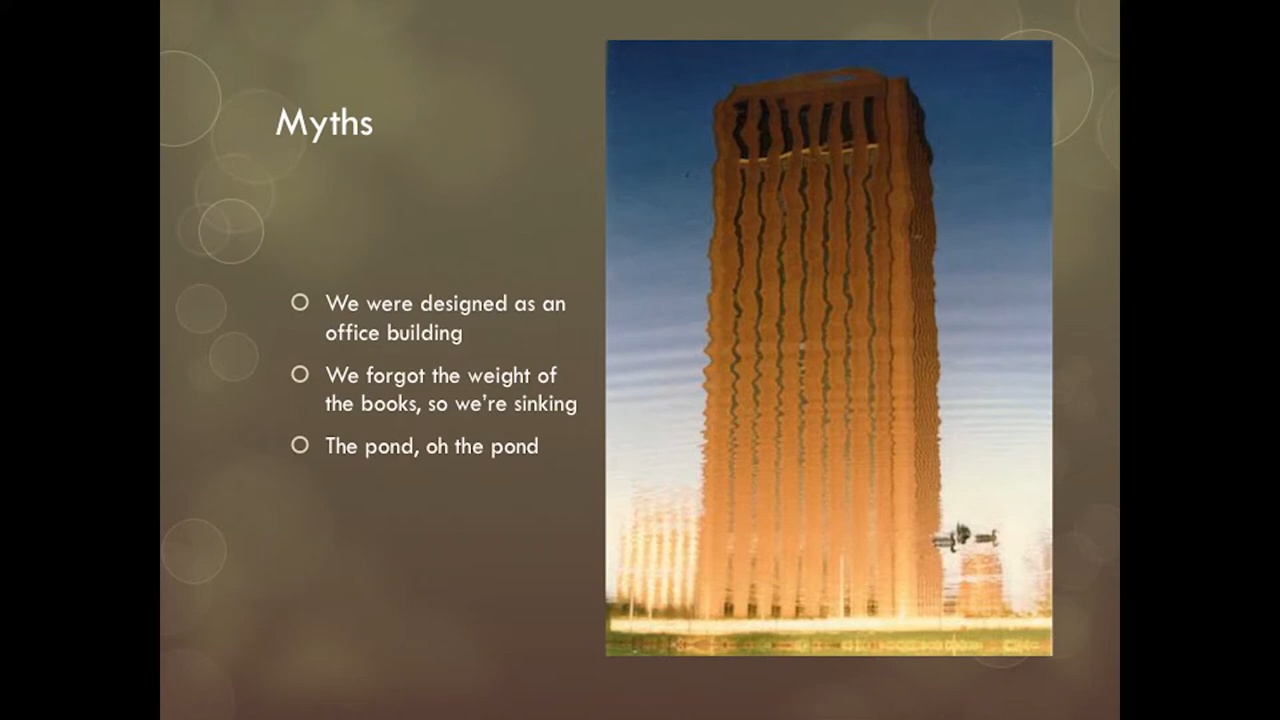 Myths
We were designed as an
office building
We forgot the weight of
the books, so we're sinking
The pond, oh the pond